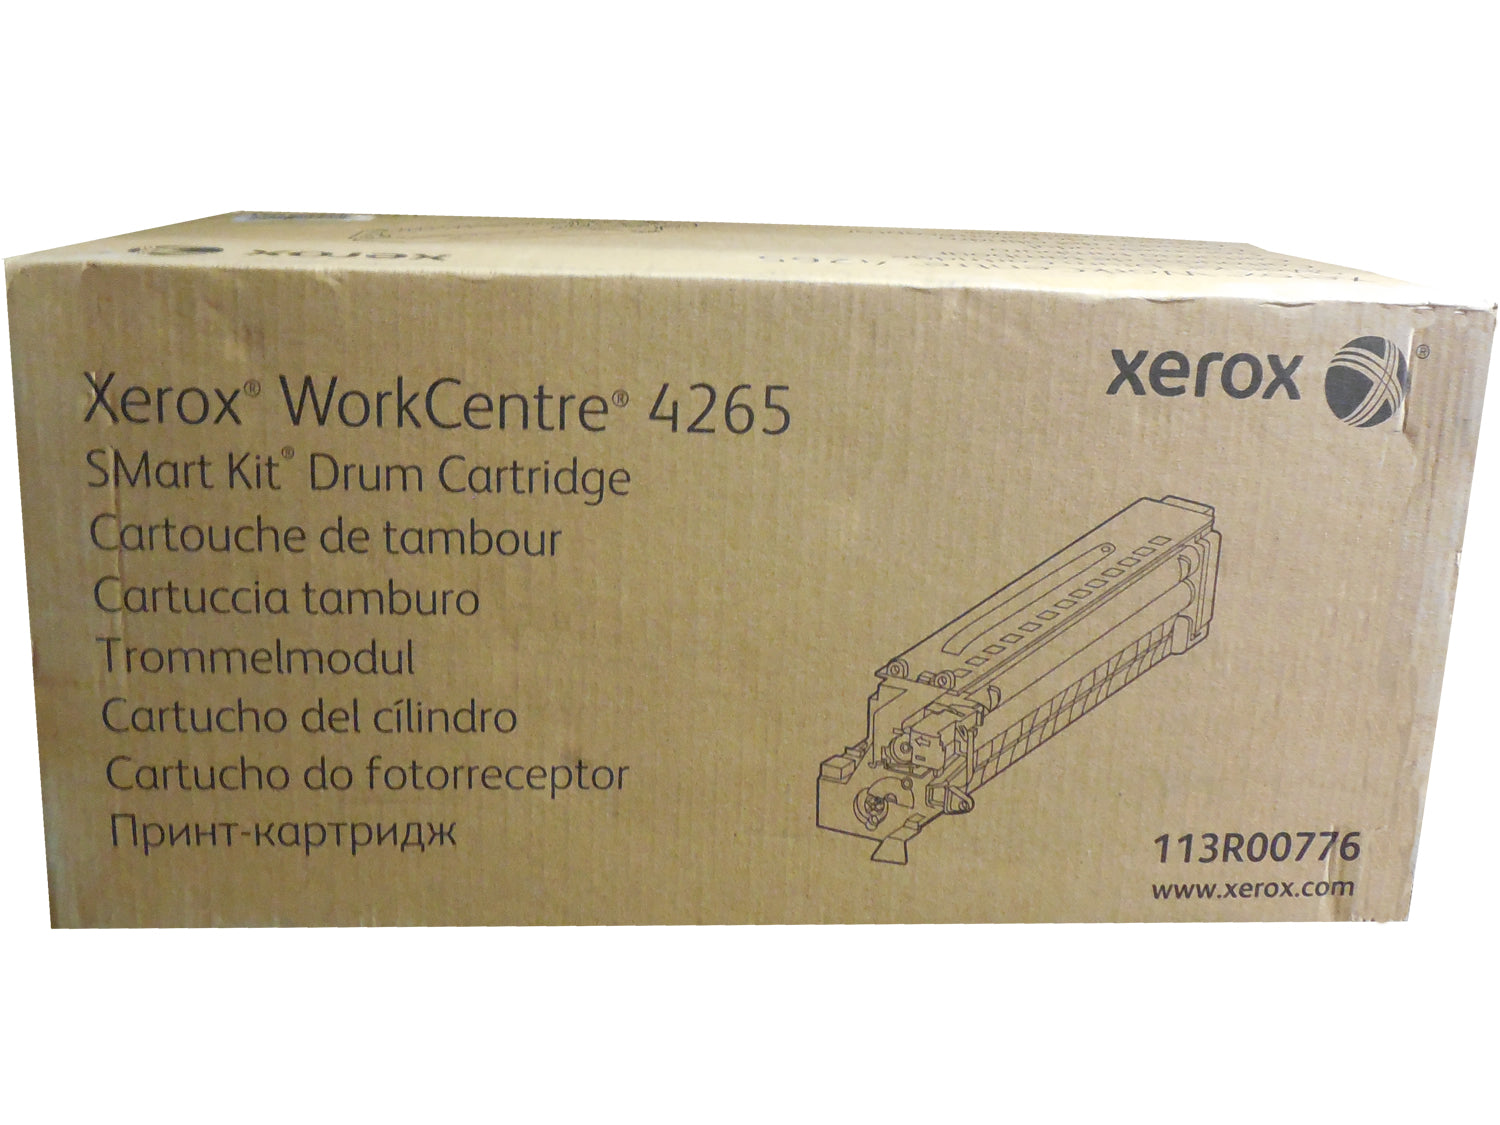 xerox
Xerox® WorkCentre® 4265
SMart Kit® Drum Cartridge
Cartouche de tambour
Cartuccia tamburo
Trommelmodul
Cartucho del cílindro
Cartucho do fotorreceptor
Принт-картридж
xerox ®
113R00776
www.xerox.com